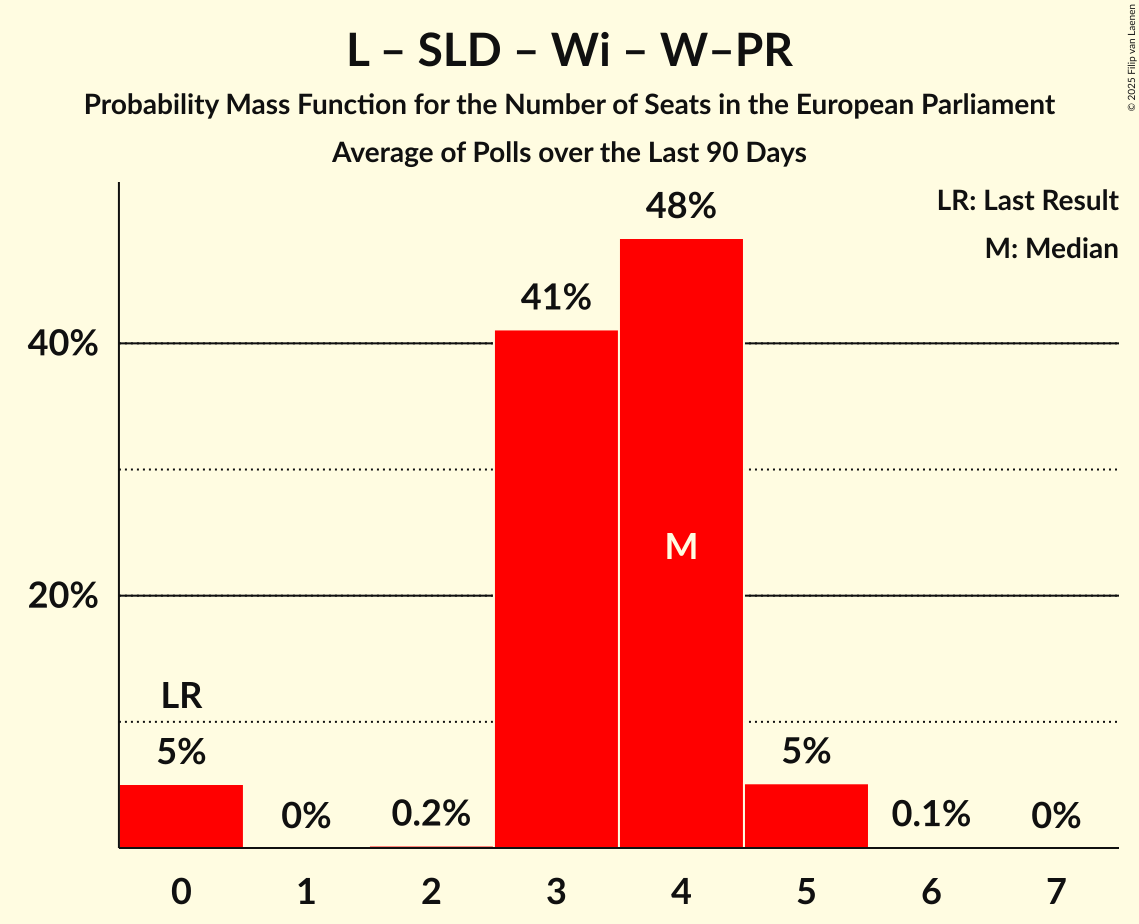 L – SLD – Wi – W–PR
Probability Mass Function for the Number of Seats in the European Parliament
Average of Polls over the Last 90 Days
© 2025 Filip van Laenen
LR: Last Result
M: Median
48%
41%
40%
M
20%
LR
5%
0%
0.2%
5%
0.1%
0%
0 1 2 3 4 5 6 7